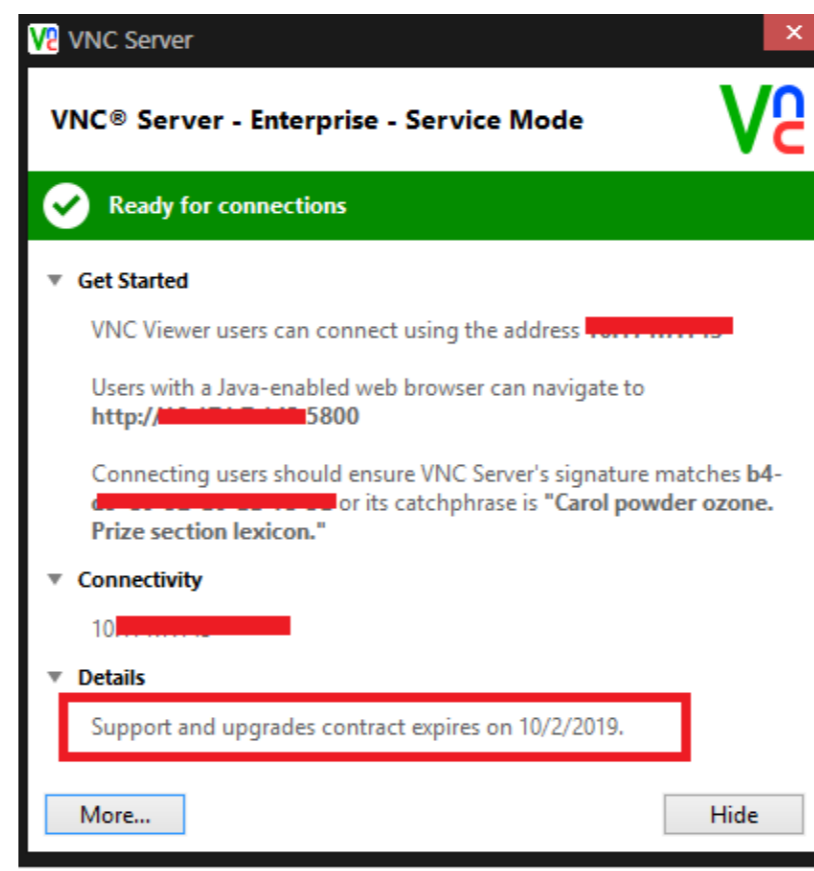 VNC Server
VNC® Server - Enterprise - Service Mode
Ready for connections
Get Started
VNC Viewer users can connect using the address
Users with a Java-enabled web browser can navigate to
http:// 5800
Connecting users should ensure VNC Server's signature matches b4-
or its catchphrase is "Carol powder ozone.
Prize section lexicon."
Connectivity
10.
Details
Support and upgrades contract expires on 10/2/2019.
More... Hide